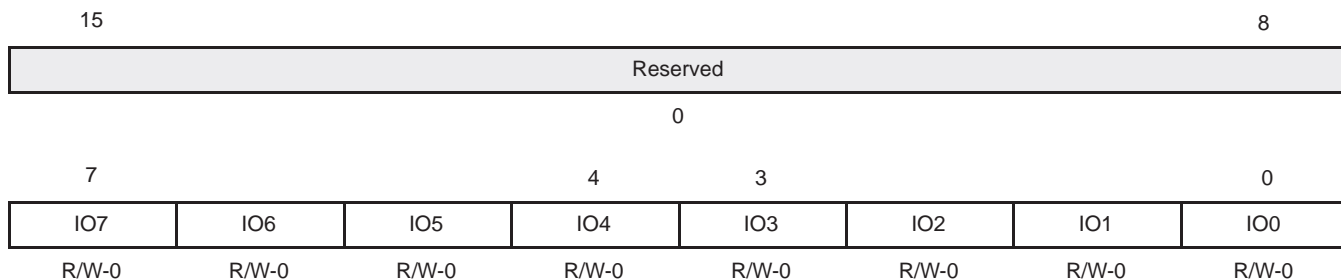 15 8
Reserved
0
7 4 3 0
IO7 IO6 IO5 IO4 IO3 IO2 IO1 IO0
R/W-0 R/W-0 R/W-0 R/W-0 R/W-0 R/W-0 R/W-0 R/W-0